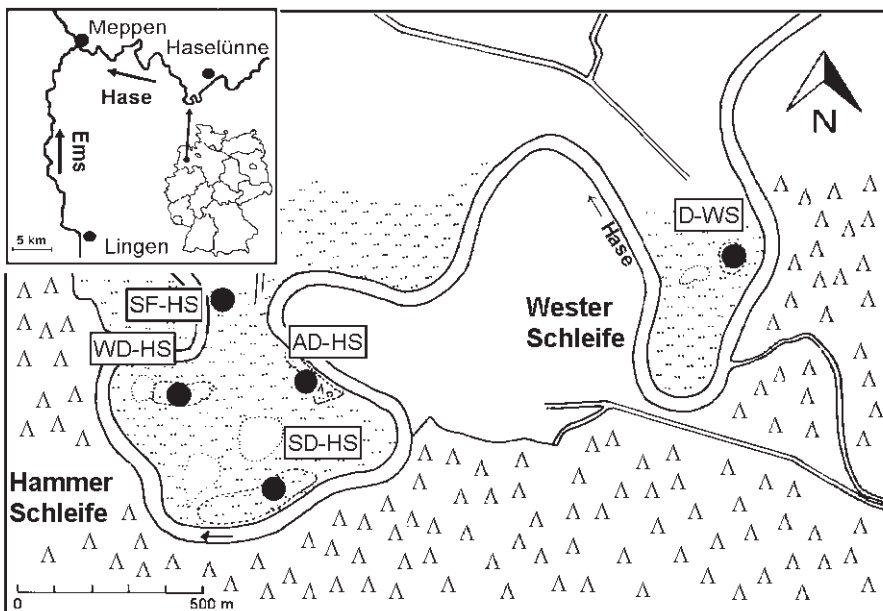 Meppen
Haselünne
Hase
Ems
5 km
Lingen
N
D-WS
Hase
Wester
Schleife
SF-HS
WD-HS
AD-HS
SD-HS
Hammer
Schleife
0 500 m